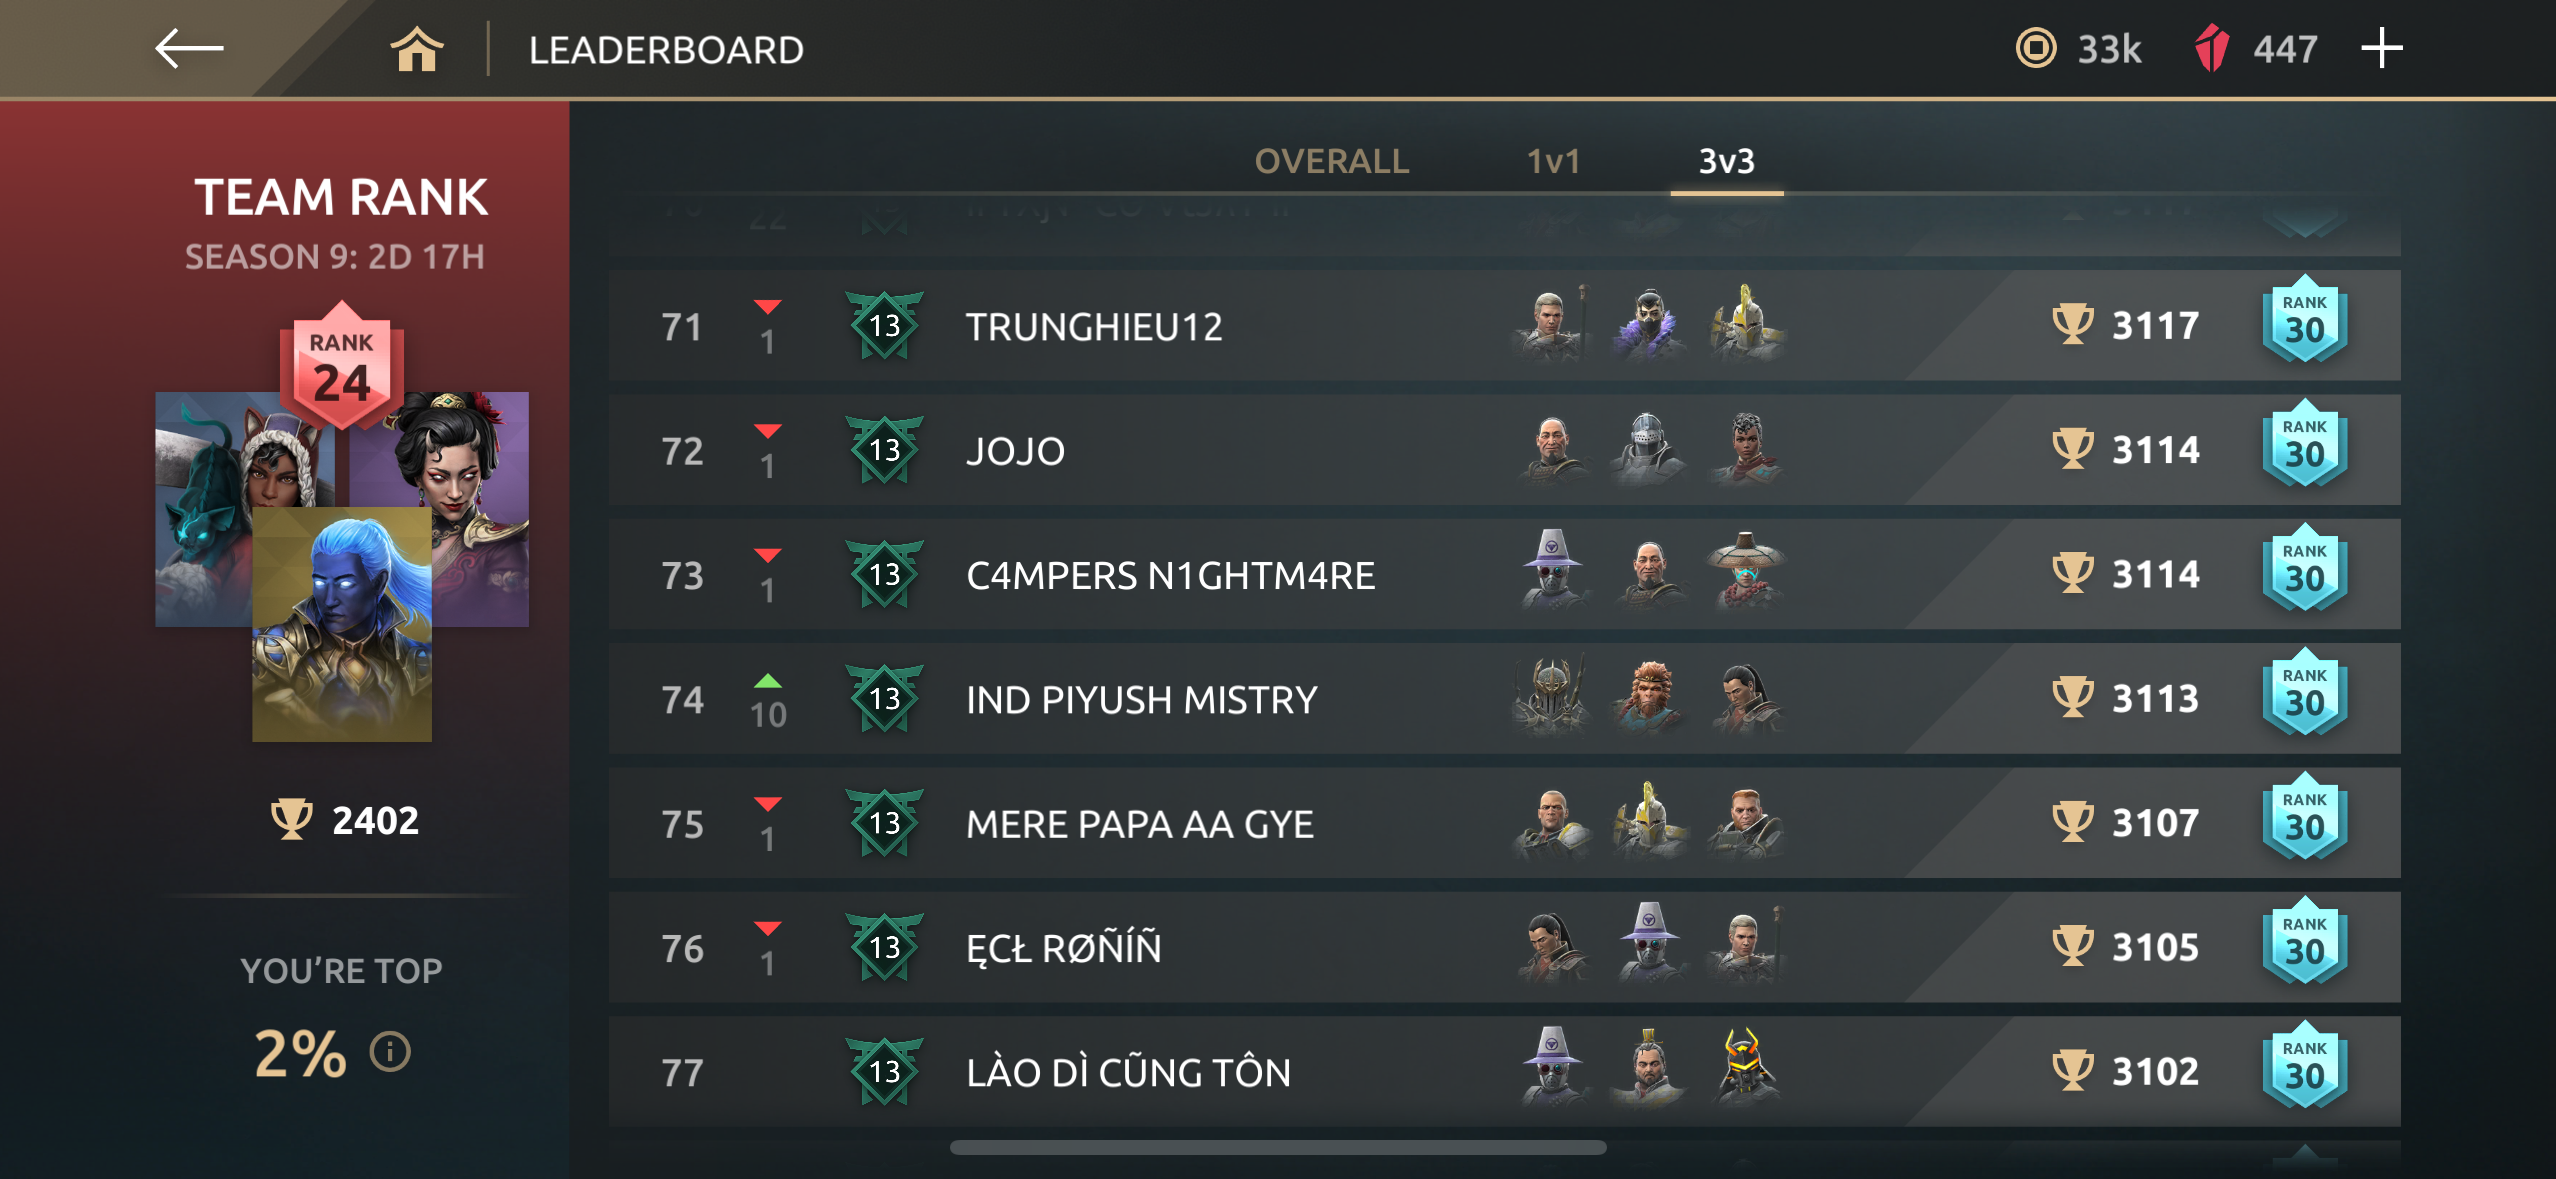 LEADERBOARD
33k
447
TEAM RANK
SEASON 9: 2D 17H
RANK
24
2402
YOU'RE TOP
2%
OVERALL 1v1 3v3
22
71 1 13 TRUNGHIEU12 3117 RANK 30
72 1 13 JOJO 3114 RANK 30
73 1 13 C4MPERS N1GHTM4RE 3114 RANK 30
74 10 13 IND PIYUSH MISTRY 3113 RANK 30
75 1 13 MERE PAPA AA GYE 3107 RANK 30
76 1 13 ĘCŁ RØÑÍÑ 3105 RANK 30
77 13 LÀO DÌ CŨNG TÔN 3102 RANK 30